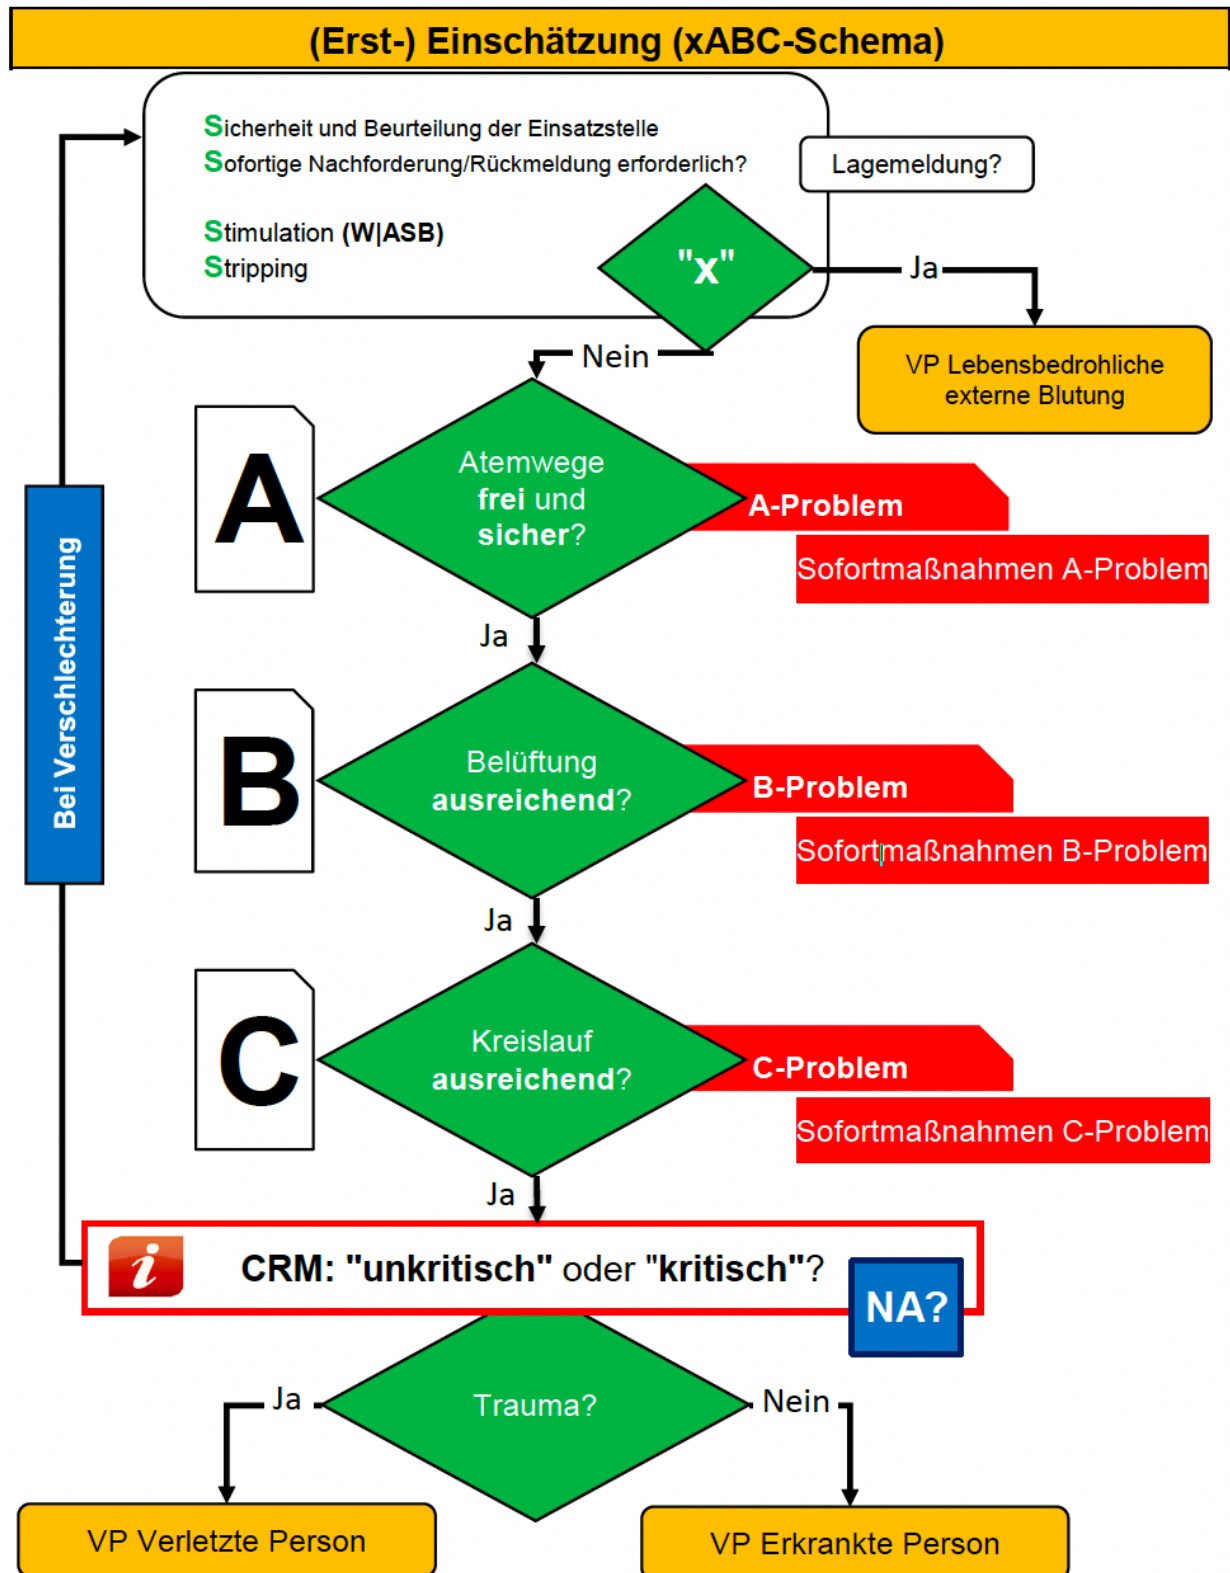 (Erst-) Einschätzung (xABC-Schema)
Sicherheit und Beurteilung der Einsatzstelle
Sofortige Nachforderung/Rückmeldung erforderlich?
Lagemeldung?
Stimulation (W|ASB)
Stripping
"x"
Ja
Nein
VP Lebensbedrohliche
externe Blutung
A
Atemwege
frei und
sicher?
A-Problem
Sofortmaßnahmen A-Problem
Ja
Bei Verschlechterung
B
Belüftung
ausreichend?
B-Problem
Sofortmaßnahmen B-Problem
Ja
C
Kreislauf
ausreichend?
C-Problem
Sofortmaßnahmen C-Problem
Ja
i
CRM: "unkritisch" oder "kritisch"?
NA?
Trauma?
Ja
Nein
VP Verletzte Person
VP Erkrankte Person